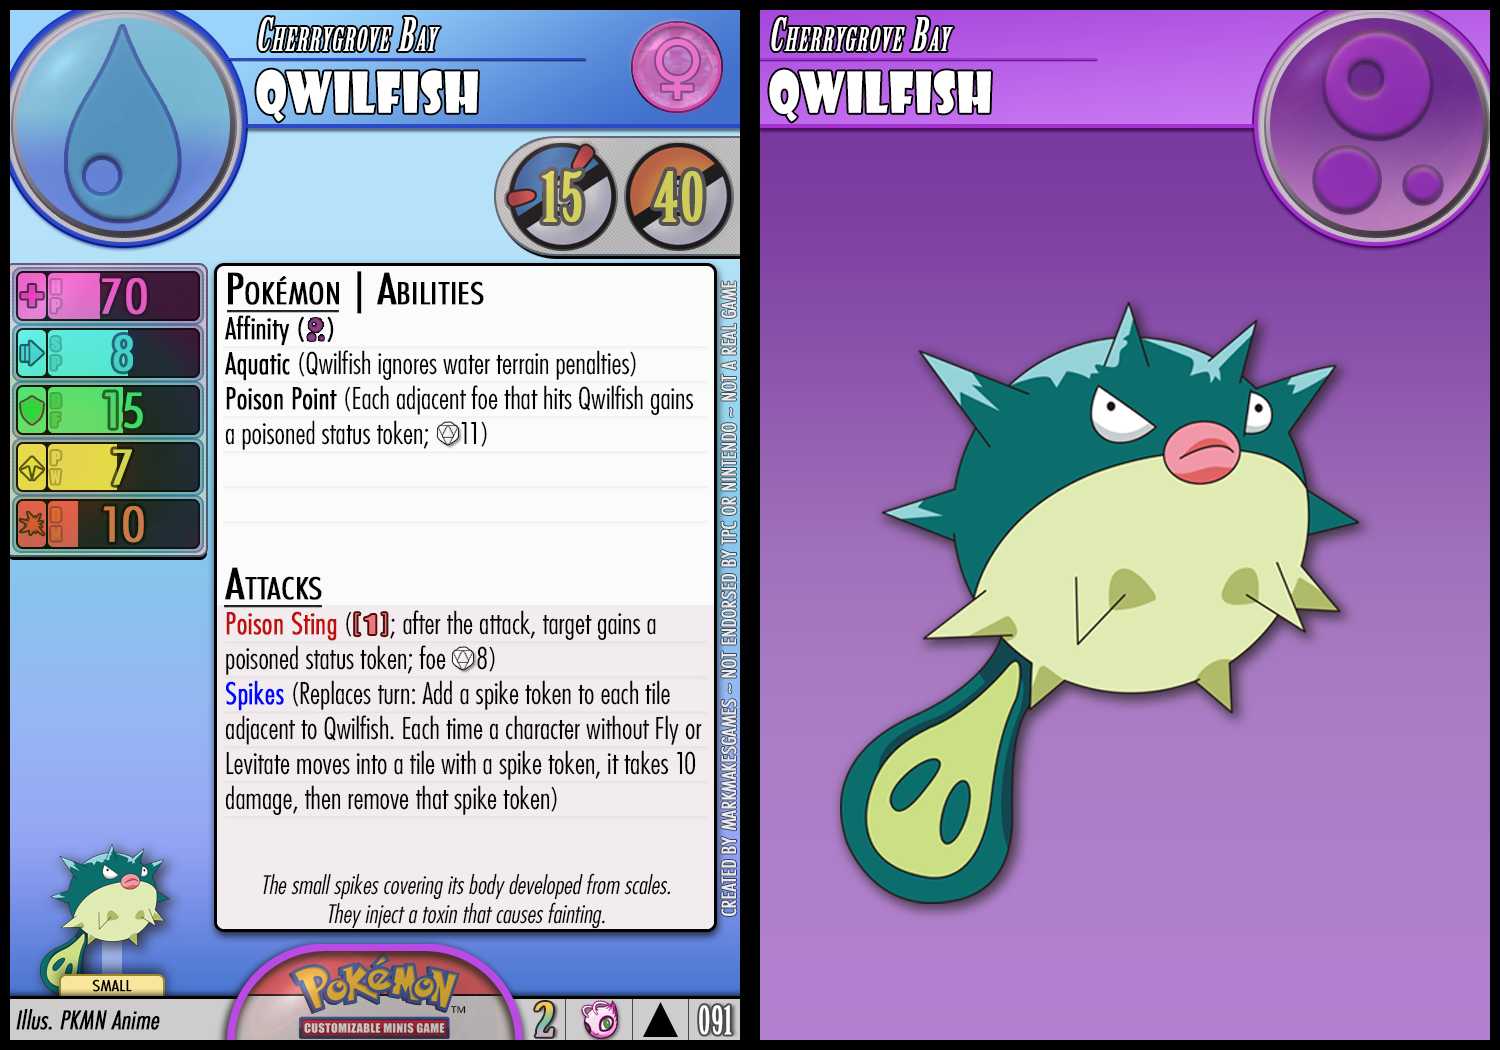 Cherrygrove Bay
QWILFISH
15 40
HP 70
SP 8
DF 15
PW 7
DM 10
Pokémon | Abilities
Affinity ( )
Aquatic (Qwilfish ignores water terrain penalties)
Poison Point (Each adjacent foe that hits Qwilfish gains
a poisoned status token; 11)
Attacks
Poison Sting ([1]; after the attack, target gains a
poisoned status token; foe 8)
Spikes (Replaces turn: Add a spike token to each tile
adjacent to Qwilfish. Each time a character without Fly or
Levitate moves into a tile with a spike token, it takes 10
damage, then remove that spike token)
The small spikes covering its body developed from scales.
They inject a toxin that causes fainting.
CREATED BY MARKMAKESGAMES ~ NOT ENDORSED BY TPC OR NINTENDO ~ NOT A REAL GAME
SMALL
Illus. PKMN Anime
POKéMON™
CUSTOMIZABLE MINIS GAME
2
091
Cherrygrove Bay
QWILFISH